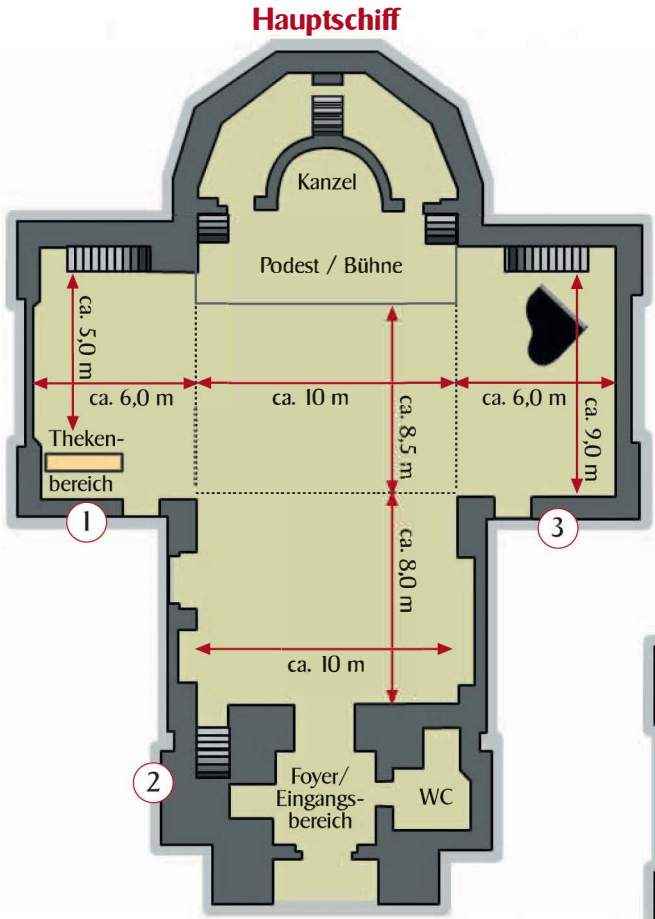 Hauptschiff
Kanzel
Podest / Bühne
ca. 5,0 m
ca. 6,0 m
ca. 10 m
ca. 8,5 m
ca. 6,0 m
ca. 9,0 m
Theken-
bereich
1
3
ca. 8,0 m
ca. 10 m
2
Foyer/
Eingangs-
bereich
WC